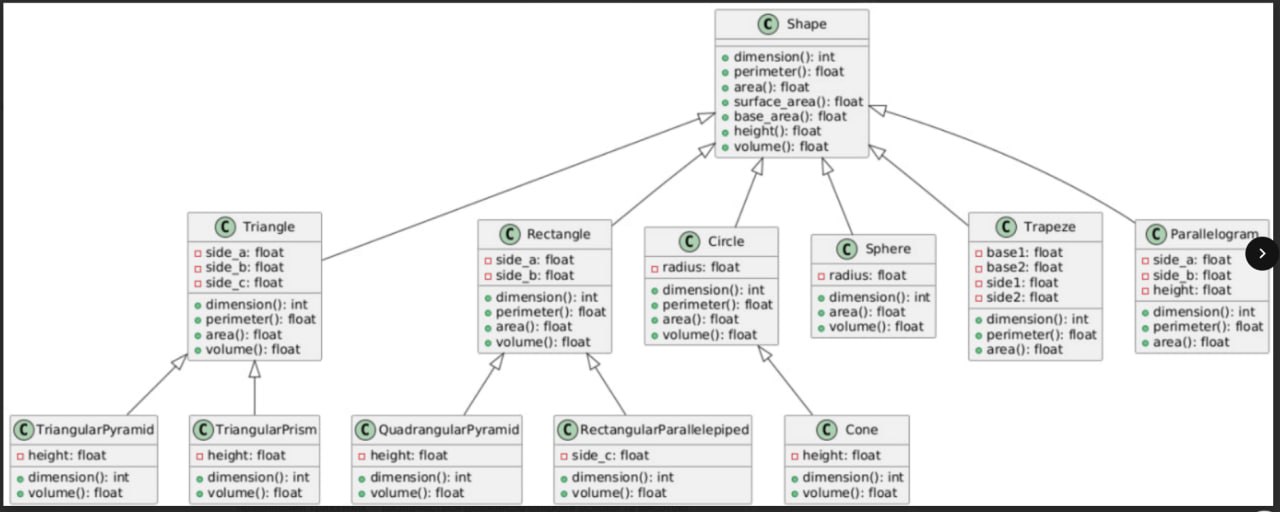 C Shape
dimension(): int
perimeter(): float
area(): float
surface_area(): float
base_area(): float
height(): float
volume(): float
C Triangle
side_a: float
side_b: float
side_c: float
dimension(): int
perimeter(): float
area(): float
volume(): float
C Rectangle
side_a: float
side_b: float
dimension(): int
perimeter(): float
area(): float
volume(): float
C Circle
radius: float
dimension(): int
perimeter(): float
area(): float
volume(): float
C Sphere
radius: float
dimension(): int
area(): float
volume(): float
C Trapeze
base1: float
base2: float
side1: float
side2: float
dimension(): int
perimeter(): float
area(): float
C Parallelogram
side_a: float
side_b: float
height: float
dimension(): int
perimeter(): float
area(): float
C TriangularPyramid
height: float
dimension(): int
volume(): float
C TriangularPrism
height: float
dimension(): int
volume(): float
C QuadrangularPyramid
height: float
dimension(): int
volume(): float
C RectangularParallelepiped
side_c: float
dimension(): int
volume(): float
C Cone
height: float
dimension(): int
volume(): float